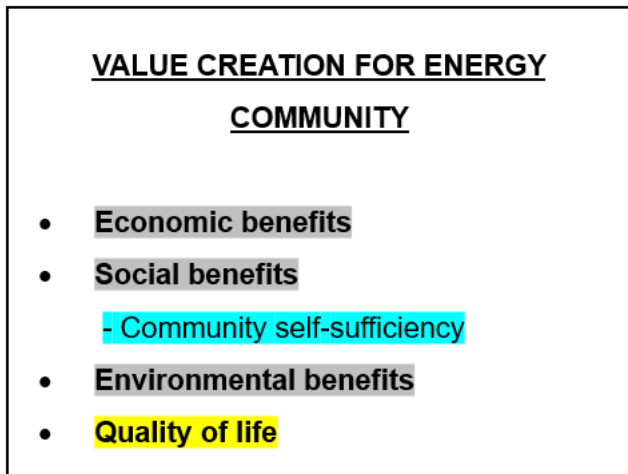 VALUE CREATION FOR ENERGY
COMMUNITY
• Economic benefits
• Social benefits
- Community self-sufficiency
• Environmental benefits
• Quality of life